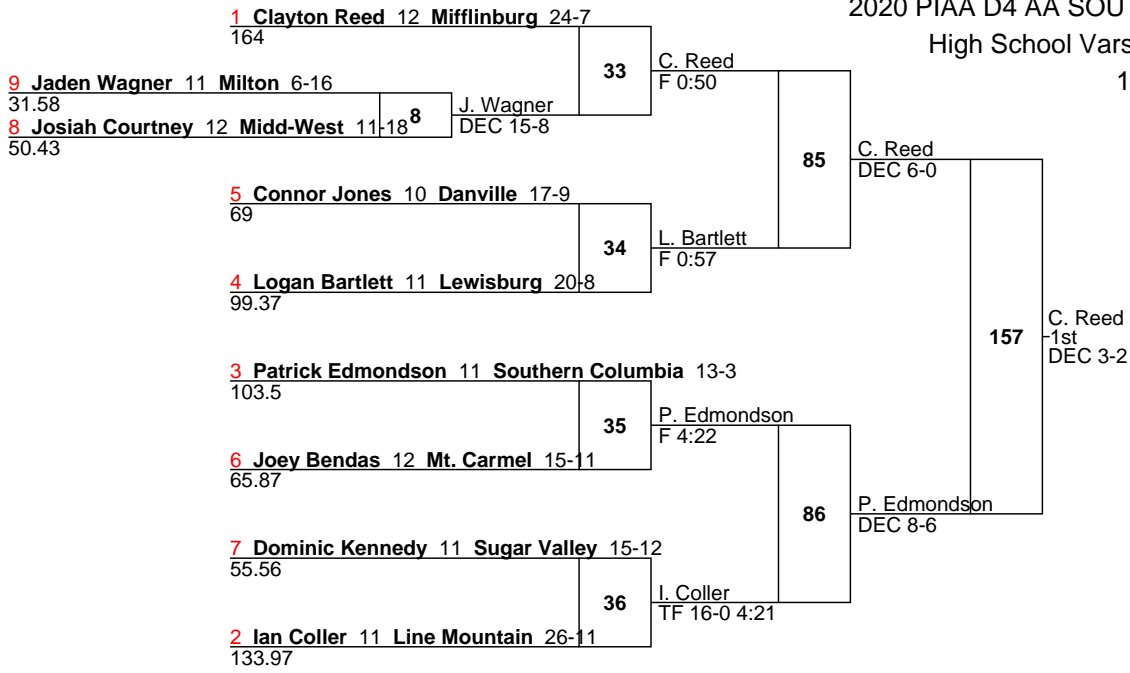 2020 PIAA D4 AA SOU
High School Vars
1
1 Clayton Reed 12 Mifflinburg 24-7
164
33
C. Reed
F 0:50
9 Jaden Wagner 11 Milton 6-16
31.58
8
J. Wagner
DEC 15-8
8 Josiah Courtney 12 Midd-West 11-18
50.43
85
C. Reed
DEC 6-0
5 Connor Jones 10 Danville 17-9
69
34
L. Bartlett
F 0:57
4 Logan Bartlett 11 Lewisburg 20-8
99.37
157
C. Reed
1st
DEC 3-2
3 Patrick Edmondson 11 Southern Columbia 13-3
103.5
35
P. Edmondson
F 4:22
6 Joey Bendas 12 Mt. Carmel 15-11
65.87
86
P. Edmondson
DEC 8-6
7 Dominic Kennedy 11 Sugar Valley 15-12
55.56
36
I. Coller
TF 16-0 4:21
2 Ian Coller 11 Line Mountain 26-11
133.97